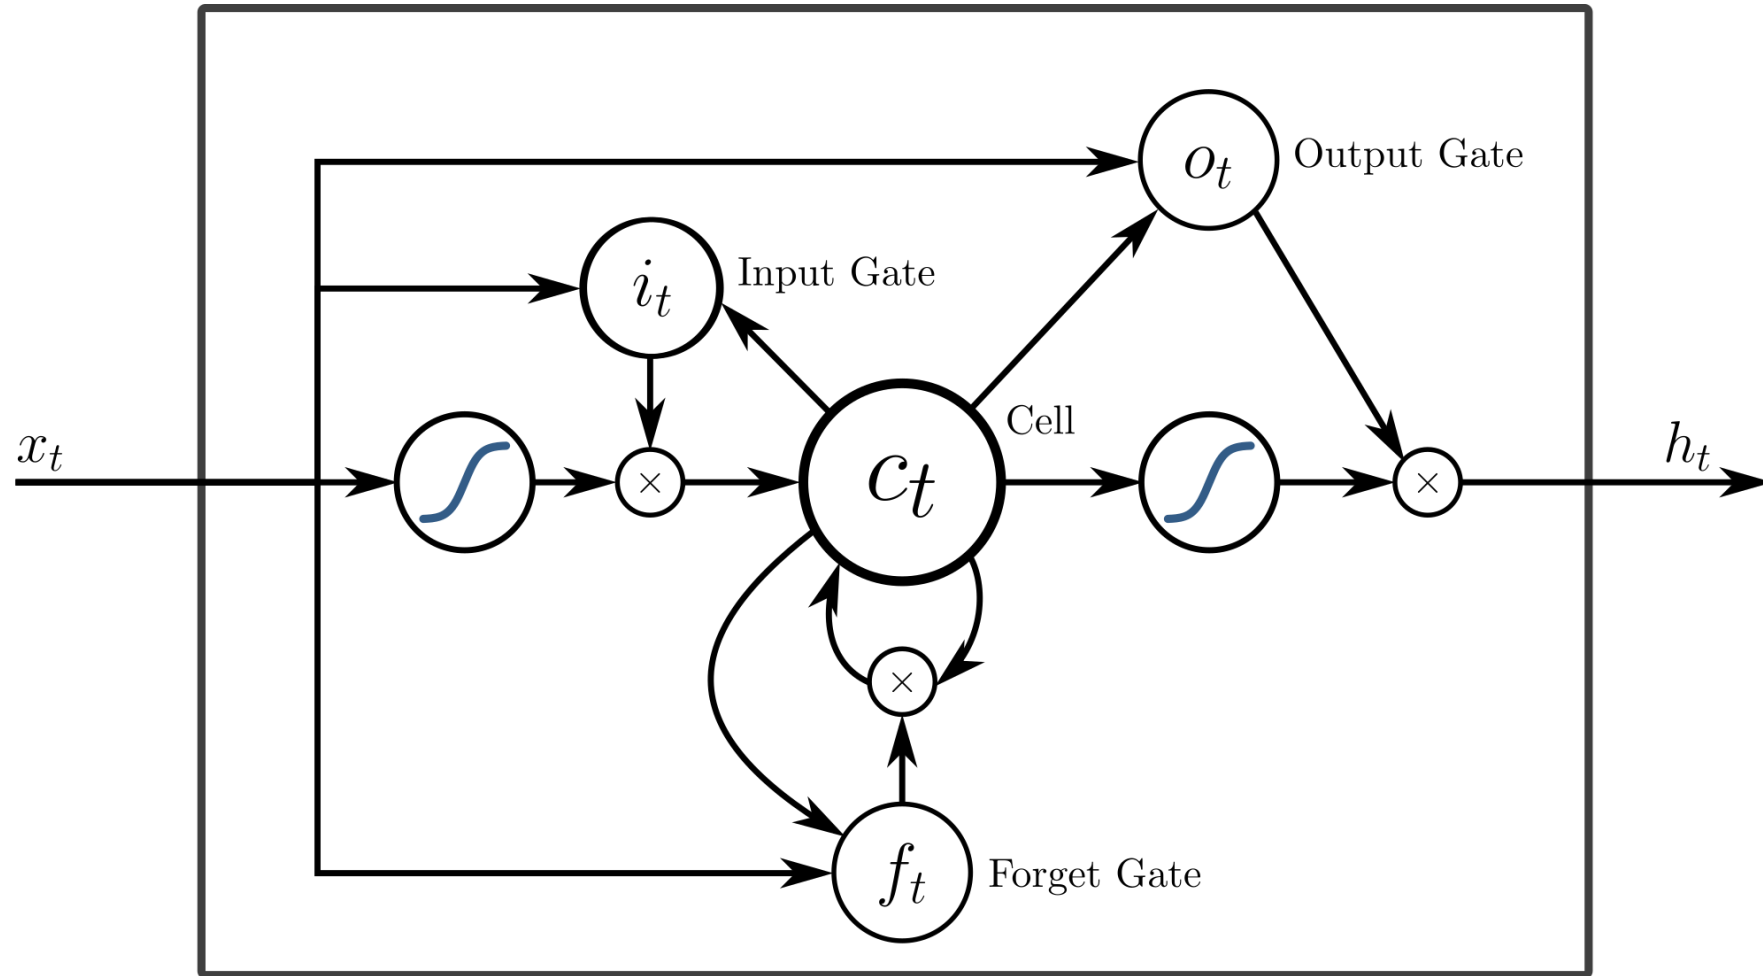 o_t Output Gate
i_t Input Gate
Cell
x_t
h_t
×
c_t
×
×
f_t Forget Gate